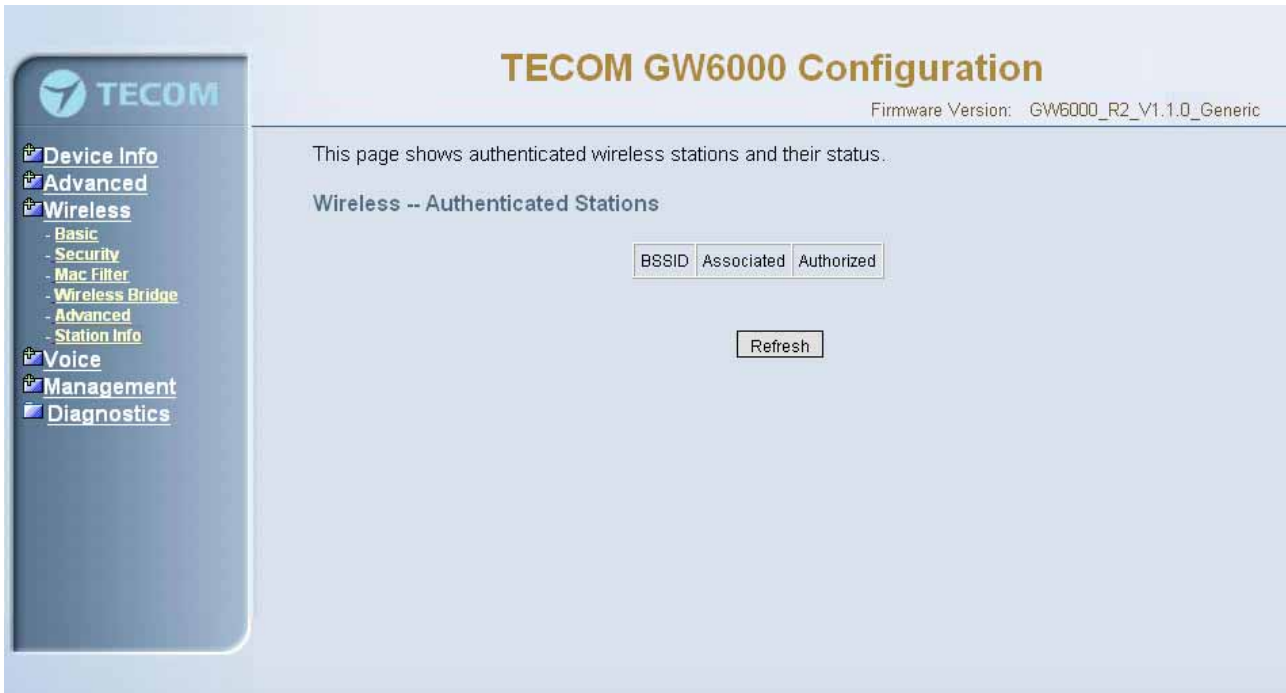 TECOM
TECOM GW6000 Configuration
Firmware Version: GW6000_R2_V1.1.0_Generic
Device Info
Advanced
Wireless
- Basic
- Security
- Mac Filter
- Wireless Bridge
- Advanced
- Station Info
Voice
Management
Diagnostics
This page shows authenticated wireless stations and their status.
Wireless -- Authenticated Stations
BSSID Associated Authorized
Refresh